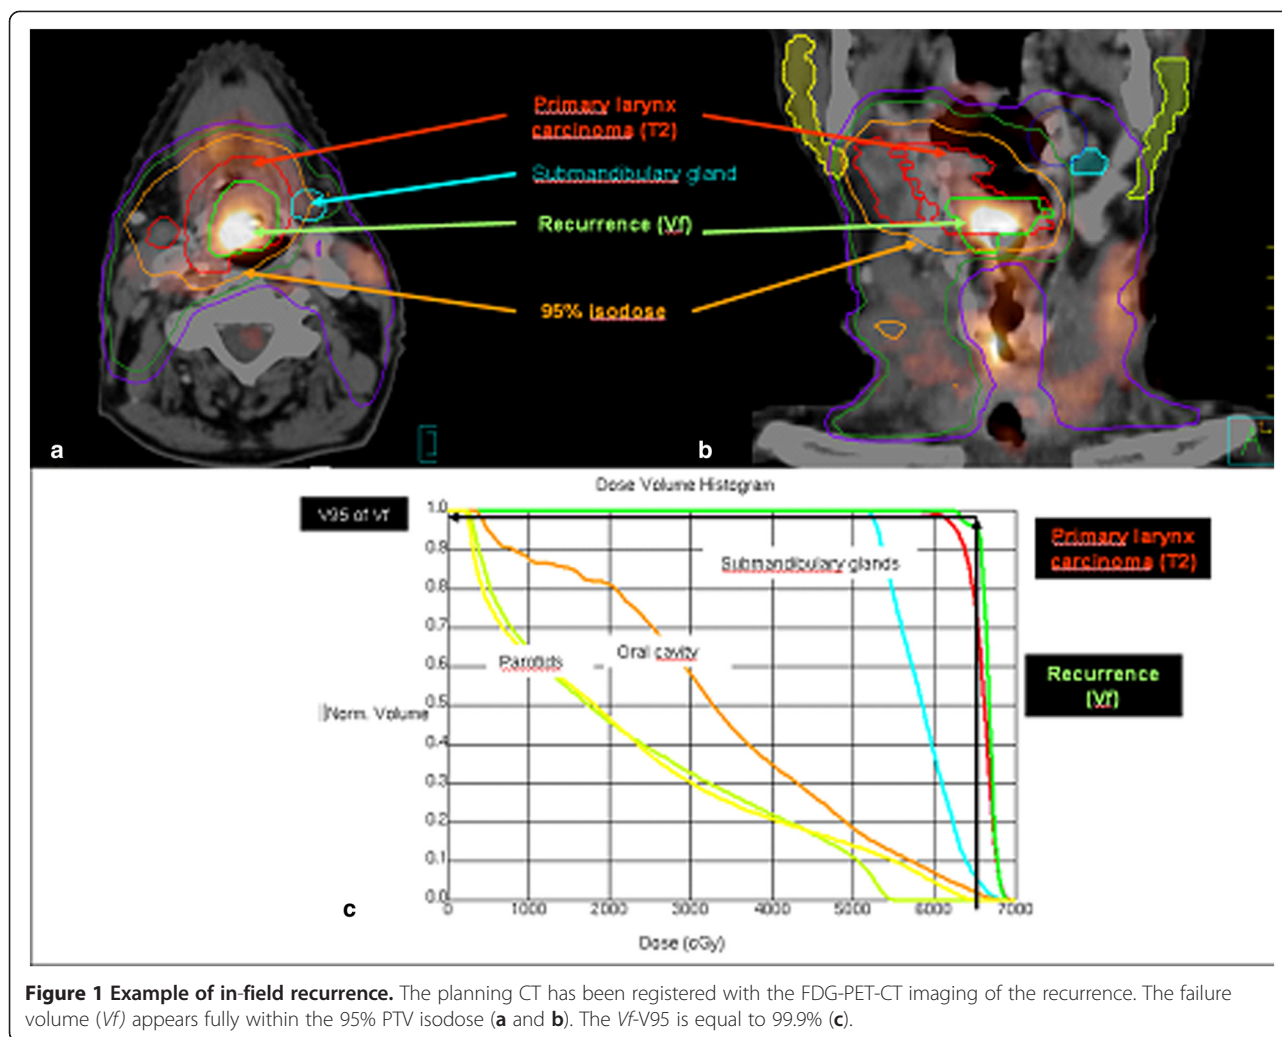 Primary larynx
carcinoma (T2)
Submandibulary gland
Recurrence (Vf)
95% Isodose
a
b
Dose Volume Histogram
V95 of Vf
1.0
0.9
0.8
0.7
0.6
0.5
0.4
0.3
0.2
0.1
0.0
Submandibulary glands
Oral cavity
Parotids
Norm. Volume
Primary larynx
carcinoma (T2)
Recurrence
(Vf)
c
0 1000 2000 3000 4000 5000 6000 7000
Dose (cGy)
Figure 1 Example of in-field recurrence. The planning CT has been registered with the FDG-PET-CT imaging of the recurrence. The failure
volume (Vf) appears fully within the 95% PTV isodose (a and b). The Vf-V95 is equal to 99.9% (c).